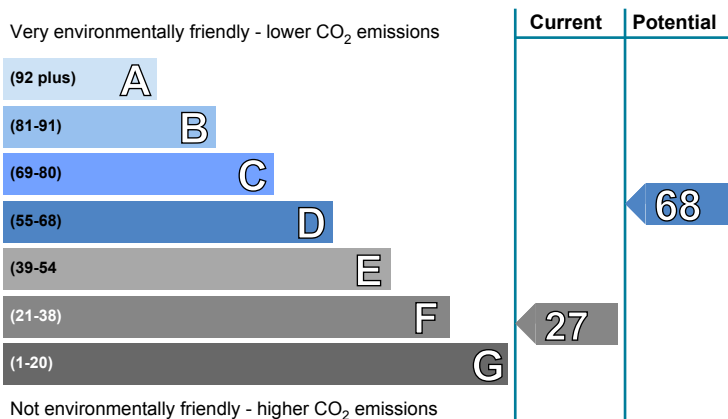 Very environmentally friendly - lower CO2 emissions
Current
Potential
(92 plus) A
(81-91) B
(69-80) C
68
(55-68) D
(39-54 E
(21-38) F
27
(1-20) G
Not environmentally friendly - higher CO2 emissions